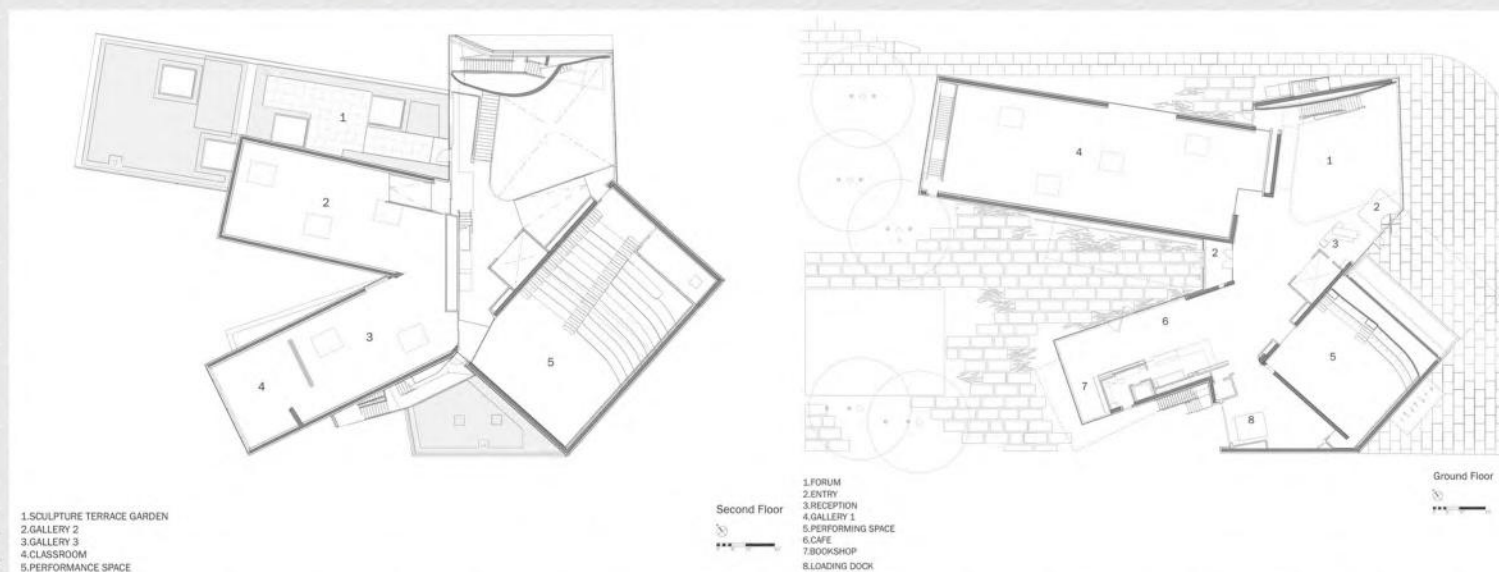 1
2
3
4
5
1.SCULPTURE TERRACE GARDEN
2.GALLERY 2
3.GALLERY 3
4.CLASSROOM
5.PERFORMANCE SPACE
Second Floor
4
1
2
3
2
6
5
7
8
1.FORUM
2.ENTRY
3.RECEPTION
4.GALLERY 1
5.PERFORMING SPACE
6.CAFE
7.BOOKSHOP
8.LOADING DOCK
Ground Floor